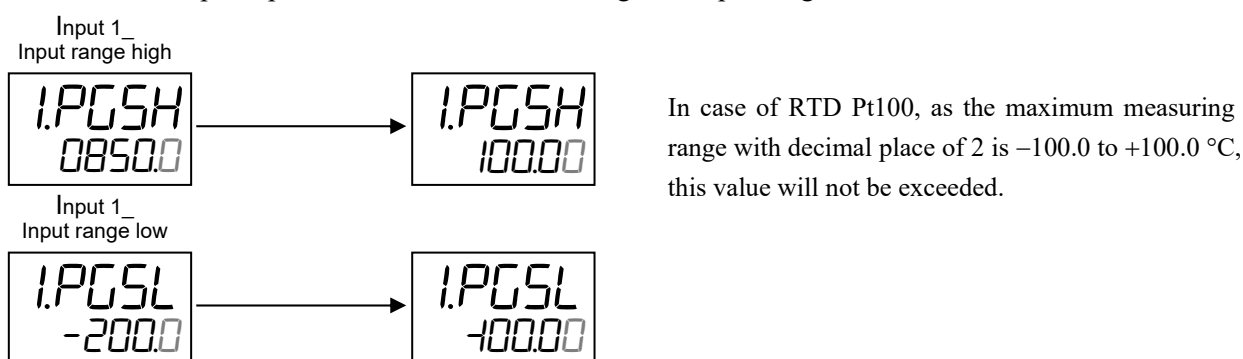 Input 1_
Input range high
1.PGSH
0850.0
1.PGSH
100.00
In case of RTD Pt100, as the maximum measuring
range with decimal place of 2 is −100.0 to +100.0 °C,
this value will not be exceeded.
Input 1_
Input range low
1.PGSL
-200.0
1.PGSL
-100.00